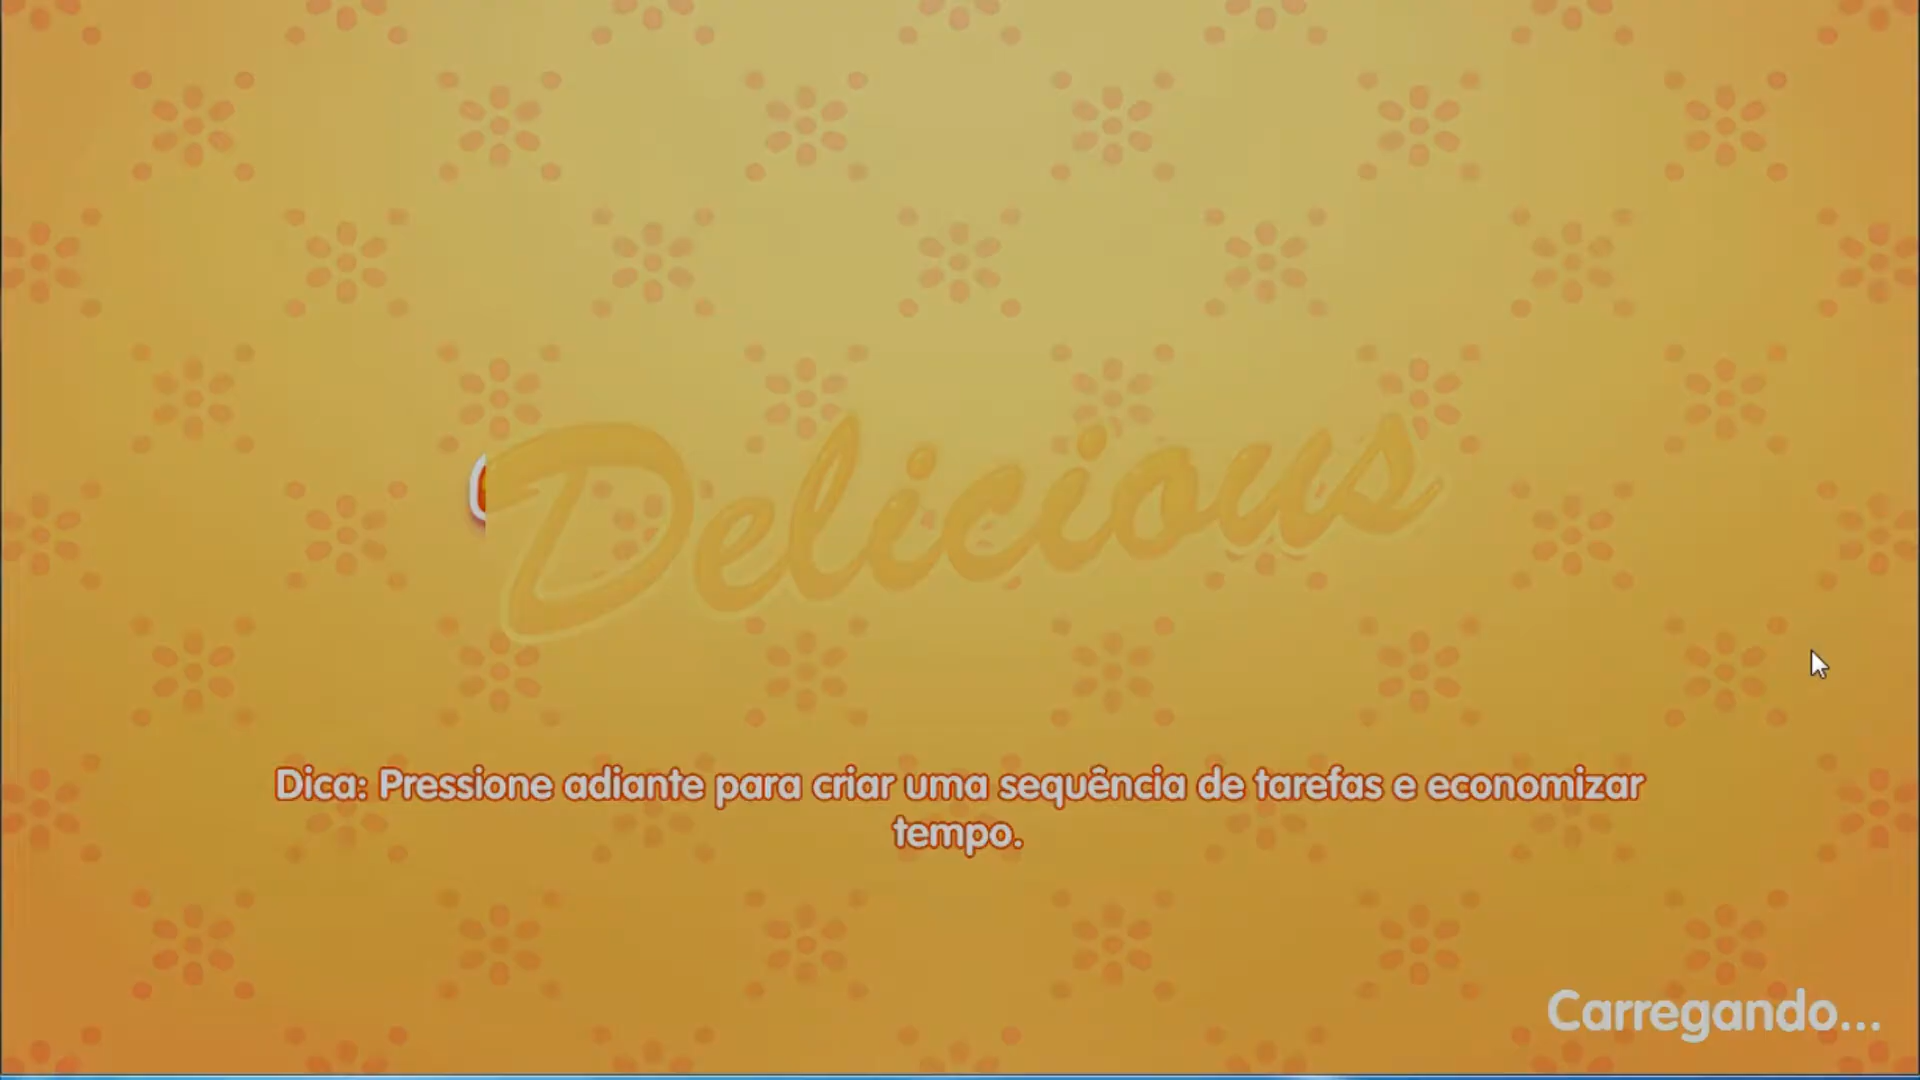 Delicious
Dica: Pressione adiante para criar uma sequência de tarefas e economizar
tempo.
Carregando...